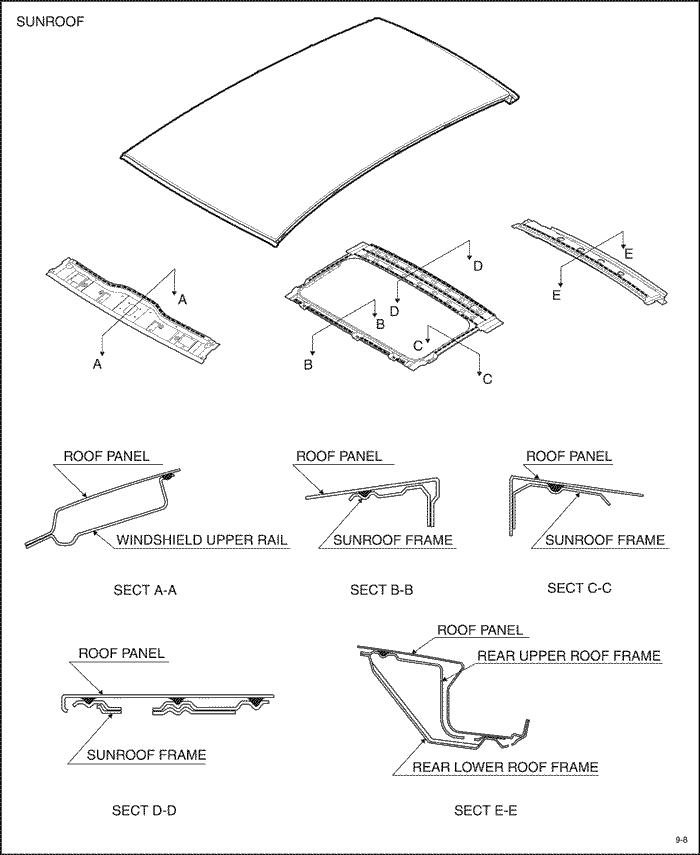 SUNROOF
A
A
D
D
B
B
C
C
E
E
ROOF PANEL
WINDSHIELD UPPER RAIL
SECT A-A
ROOF PANEL
SUNROOF FRAME
SECT B-B
ROOF PANEL
SUNROOF FRAME
SECT C-C
ROOF PANEL
SUNROOF FRAME
SECT D-D
ROOF PANEL
REAR UPPER ROOF FRAME
REAR LOWER ROOF FRAME
SECT E-E
9-8